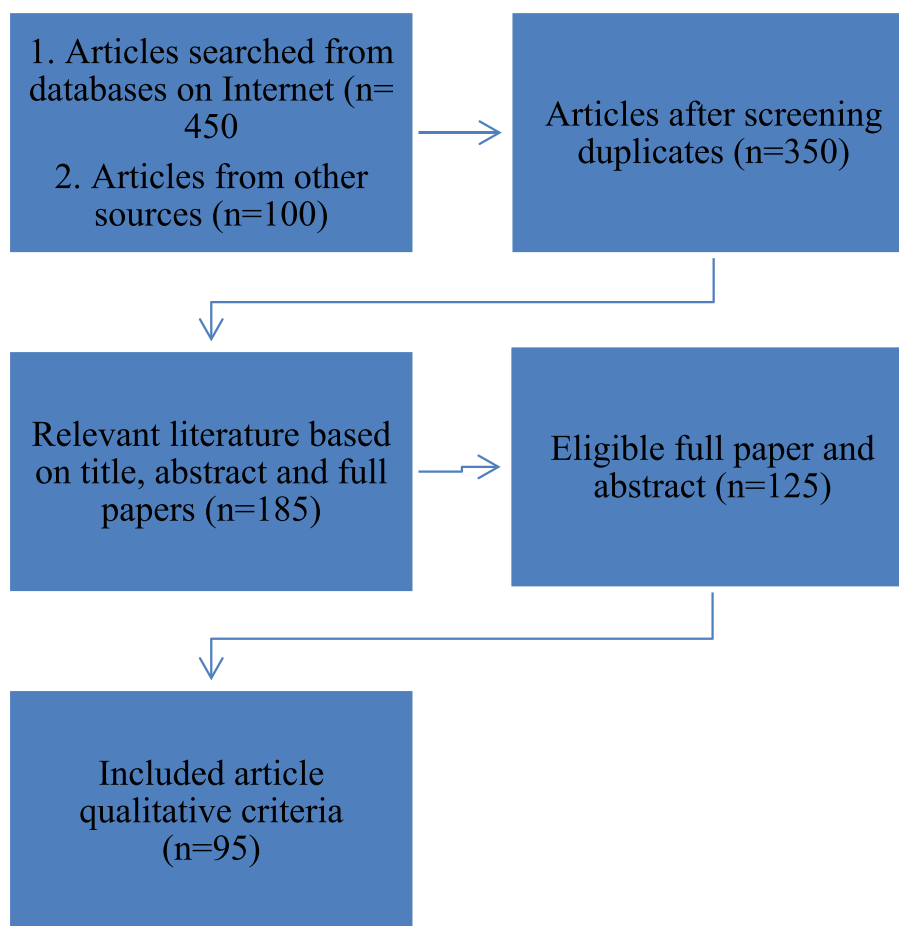 1. Articles searched from
databases on Internet (n=
450
2. Articles from other
sources (n=100)
Articles after screening
duplicates (n=350)
Relevant literature based
on title, abstract and full
papers (n=185)
Eligible full paper and
abstract (n=125)
Included article
qualitative criteria
(n=95)